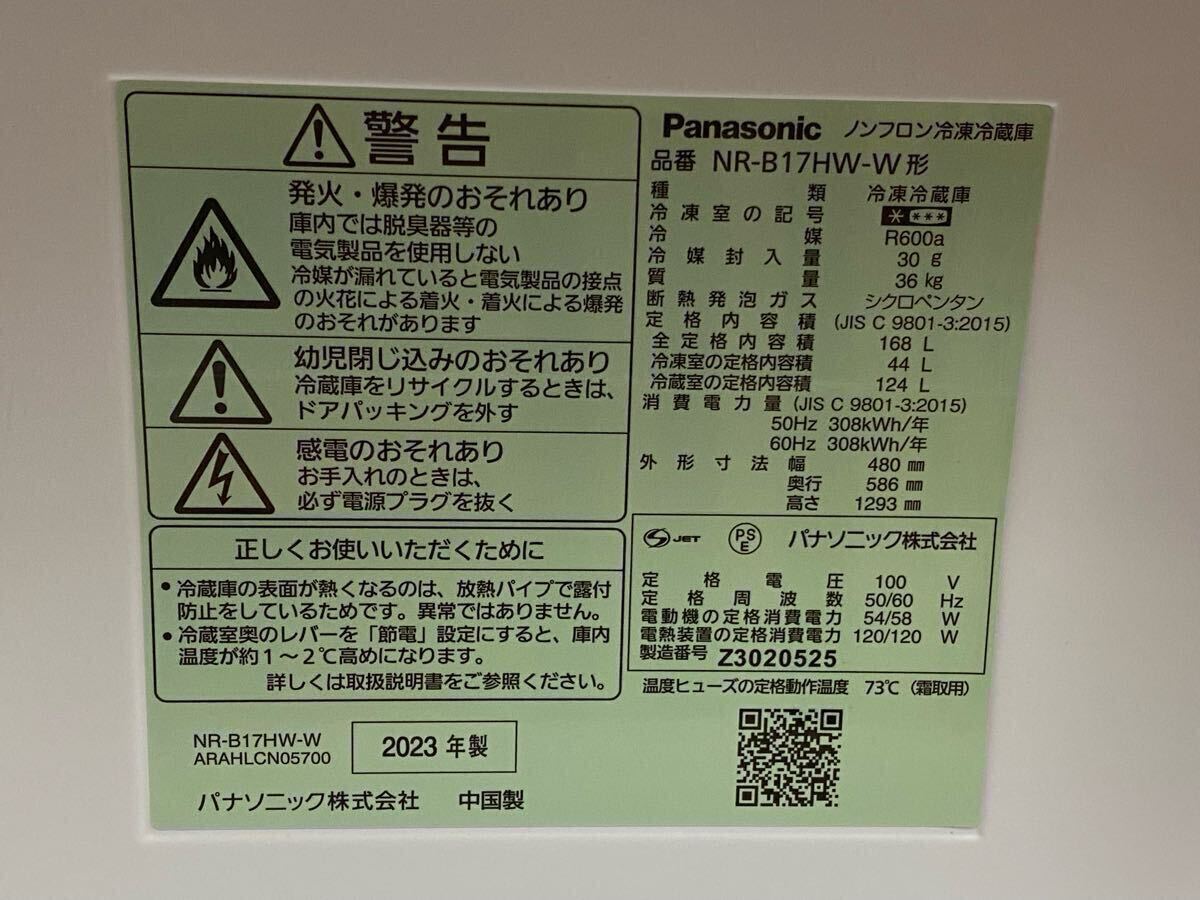 警告
発火・爆発のおそれあり
庫内では脱臭器等の
電気製品を使用しない
冷媒が漏れていると電気製品の接点
の火花による着火・着火による爆発
のおそれがあります
幼児閉じ込みのおそれあり
冷蔵庫をリサイクルするときは、
ドアパッキングを外す
感電のおそれあり
お手入れのときは、
必ず電源プラグを抜く
正しくお使いいただくために
• 冷蔵庫の表面が熱くなるのは、放熱パイプで露付
防止をしているためです。異常ではありません。
• 冷蔵室奥のレバーを「節電」設定にすると、庫内
温度が約1～2℃高めになります。
詳しくは取扱説明書をご参照ください。
NR-B17HW-W
ARAHLCN05700
2023 年製
パナソニック株式会社 中国製
Panasonic ノンフロン冷凍冷蔵庫
品番 NR-B17HW-W 形
種類 冷凍冷蔵庫
冷凍室の記号 * ***
冷媒 R600a
冷媒封入量 30 g
質量 36 kg
断熱発泡ガス シクロペンタン
定格内容積 (JIS C 9801-3:2015)
全定格内容積 168 L
冷凍室の定格内容積 44 L
冷蔵室の定格内容積 124 L
消費電力量 (JIS C 9801-3:2015)
50Hz 308kWh/年
60Hz 308kWh/年
外形寸法 幅 480 mm
奥行 586 mm
高さ 1293 mm
JET PS E パナソニック株式会社
定格電圧 100 V
定格周波数 50/60 Hz
電動機の定格消費電力 54/58 W
電熱装置の定格消費電力 120/120 W
製造番号 Z3020525
温度ヒューズの定格動作温度 73℃（霜取用）